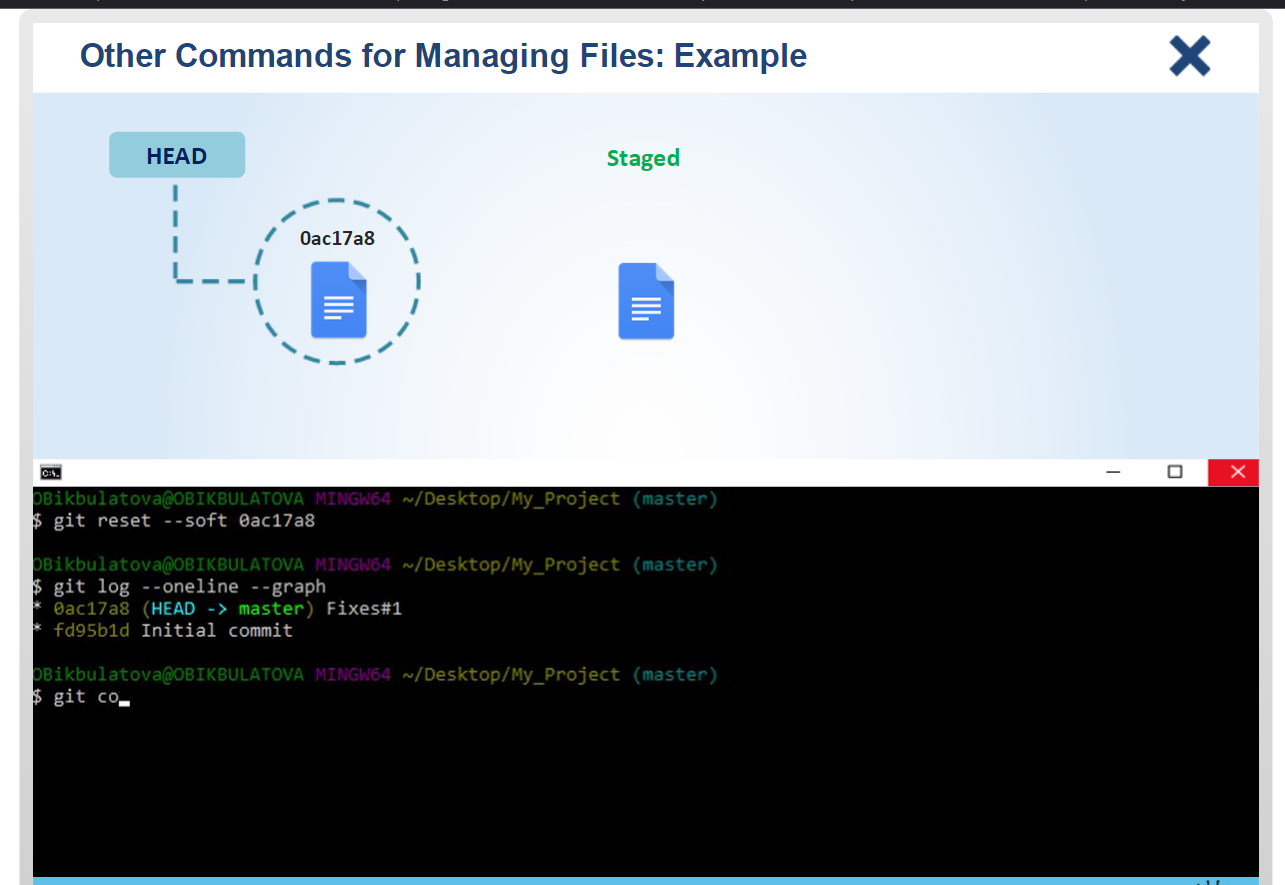 Other Commands for Managing Files: Example
HEAD
Staged
0ac17a8
OBikbulatova@OBIKBULATOVA MINGW64 ~/Desktop/My_Project (master)
$ git reset --soft 0ac17a8
OBikbulatova@OBIKBULATOVA MINGW64 ~/Desktop/My_Project (master)
$ git log --oneline --graph
* 0ac17a8 (HEAD -> master) Fixes#1
* fd95b1d Initial commit
OBikbulatova@OBIKBULATOVA MINGW64 ~/Desktop/My_Project (master)
$ git co_